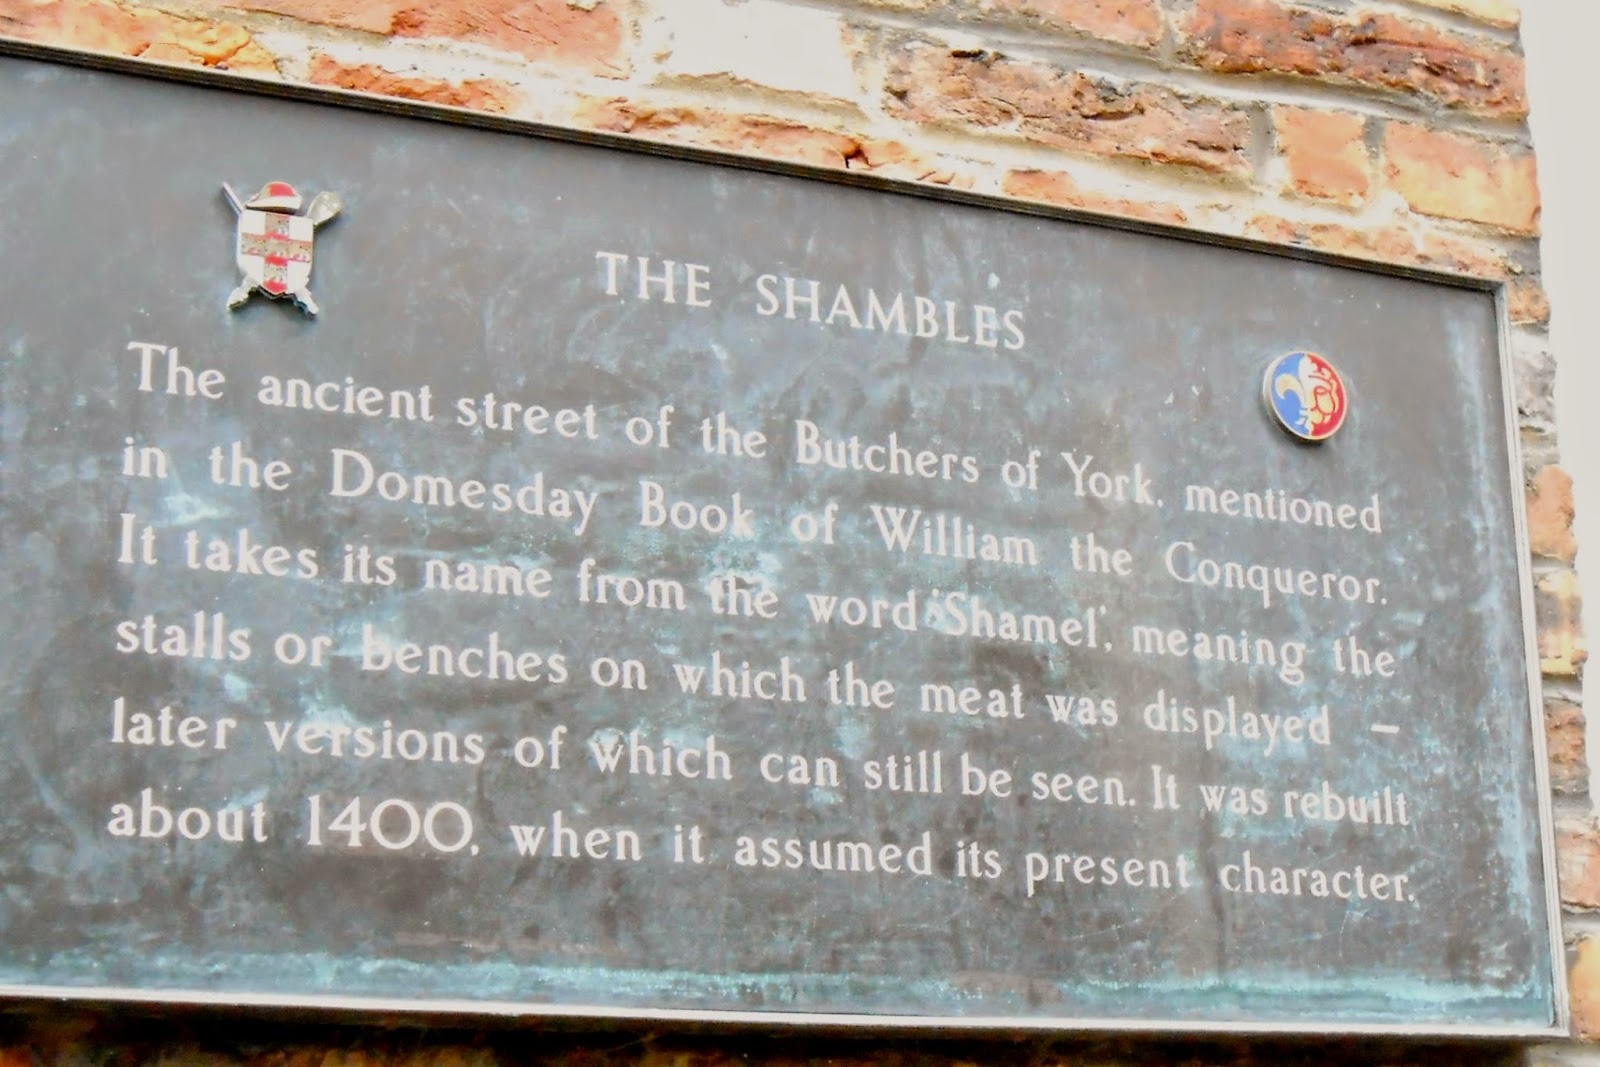 THE SHAMBLES
The ancient street of the Butchers of York, mentioned
in the Domesday Book of William the Conqueror.
It takes its name from the word 'Shamel', meaning the
stalls or benches on which the meat was displayed –
later versions of which can still be seen. It was rebuilt
about 1400, when it assumed its present character.